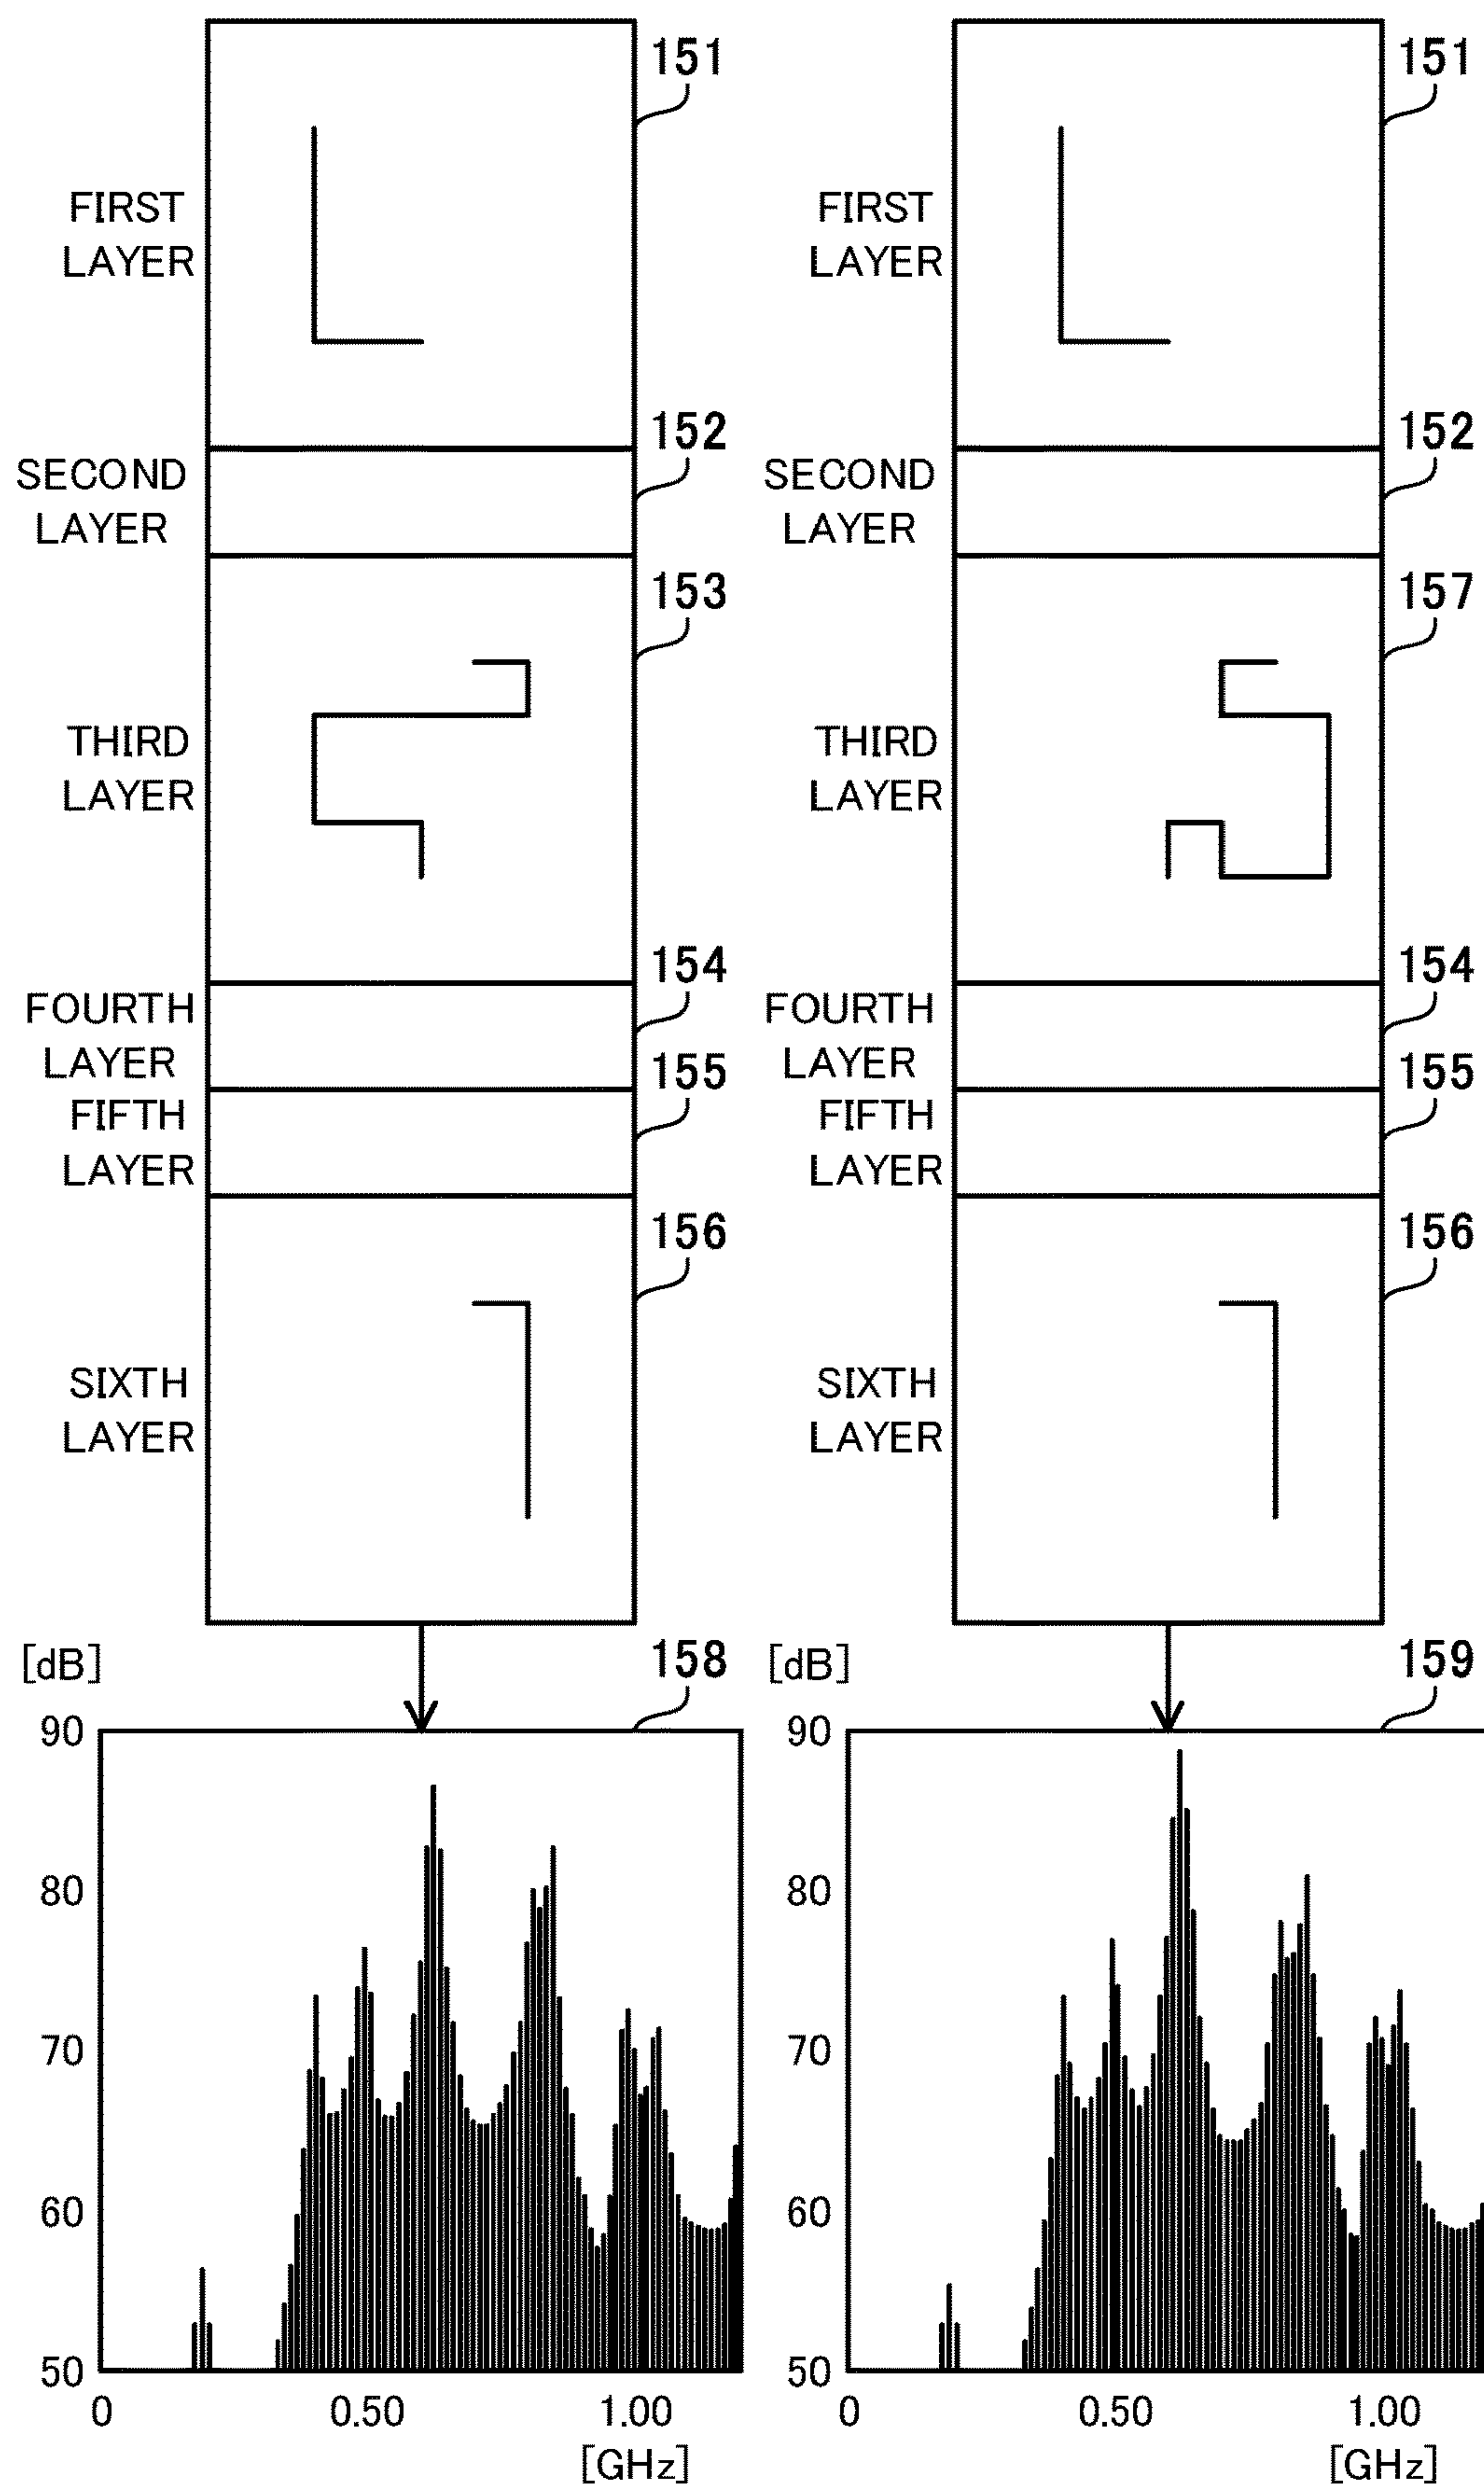 151
FIRST
LAYER
152
SECOND
LAYER
153
THIRD
LAYER
154
FOURTH
LAYER
155
FIFTH
LAYER
156
SIXTH
LAYER
[dB]
158
90
80
70
60
50
0
0.50
1.00
[GHz]
151
FIRST
LAYER
152
SECOND
LAYER
157
THIRD
LAYER
154
FOURTH
LAYER
155
FIFTH
LAYER
156
SIXTH
LAYER
[dB]
159
90
80
70
60
50
0
0.50
1.00
[GHz]